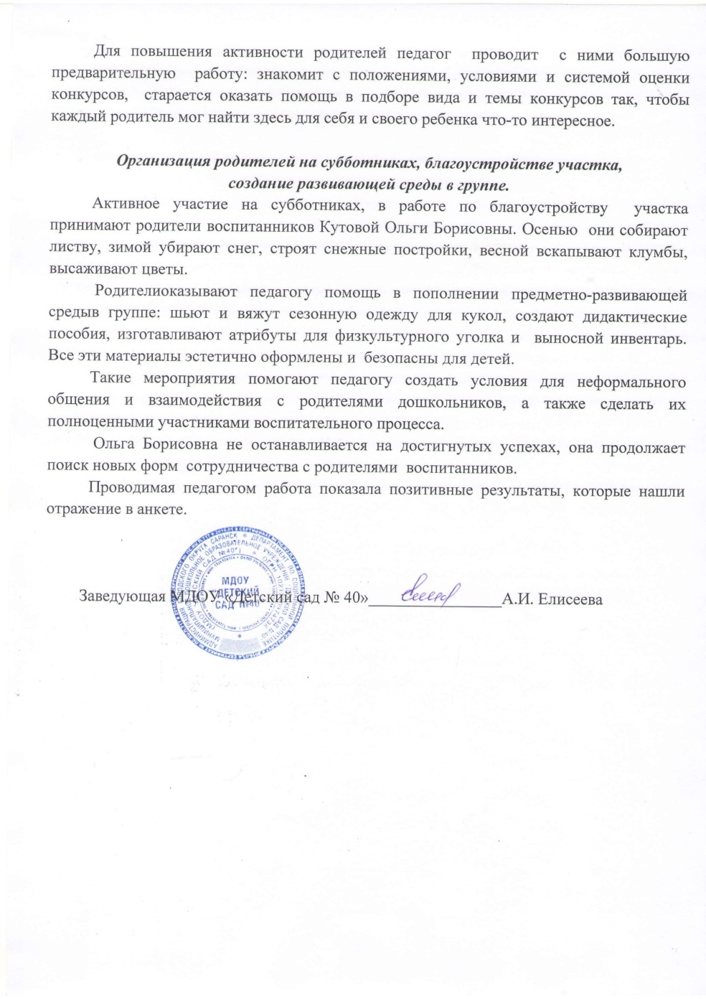 Для повышения активности родителей педагог проводит с ними большую
предварительную работу: знакомит с положениями, условиями и системой оценки
конкурсов, старается оказать помощь в подборе вида и темы конкурсов так, чтобы
каждый родитель мог найти здесь для себя и своего ребенка что-то интересное.
Организация родителей на субботниках, благоустройстве участка,
создание развивающей среды в группе.
Активное участие на субботниках, в работе по благоустройству участка
принимают родители воспитанников Кутовой Ольги Борисовны. Осенью они собирают
листву, зимой убирают снег, строят снежные постройки, весной вскапывают клумбы,
высаживают цветы.
Родителиоказывают педагогу помощь в пополнении предметно-развивающей
средыв группе: шьют и вяжут сезонную одежду для кукол, создают дидактические
пособия, изготавливают атрибуты для физкультурного уголка и выносной инвентарь.
Все эти материалы эстетично оформлены и безопасны для детей.
Такие мероприятия помогают педагогу создать условия для неформального
общения и взаимодействия с родителями дошкольников, а также сделать их
полноценными участниками воспитательного процесса.
Ольга Борисовна не останавливается на достигнутых успехах, она продолжает
поиск новых форм сотрудничества с родителями воспитанников.
Проводимая педагогом работа показала позитивные результаты, которые нашли
отражение в анкете.
Заведующая МДОУ «Детский сад № 40»________________А.И. Елисеева
МДОУ
"ДЕТСКИЙ
САД №40"